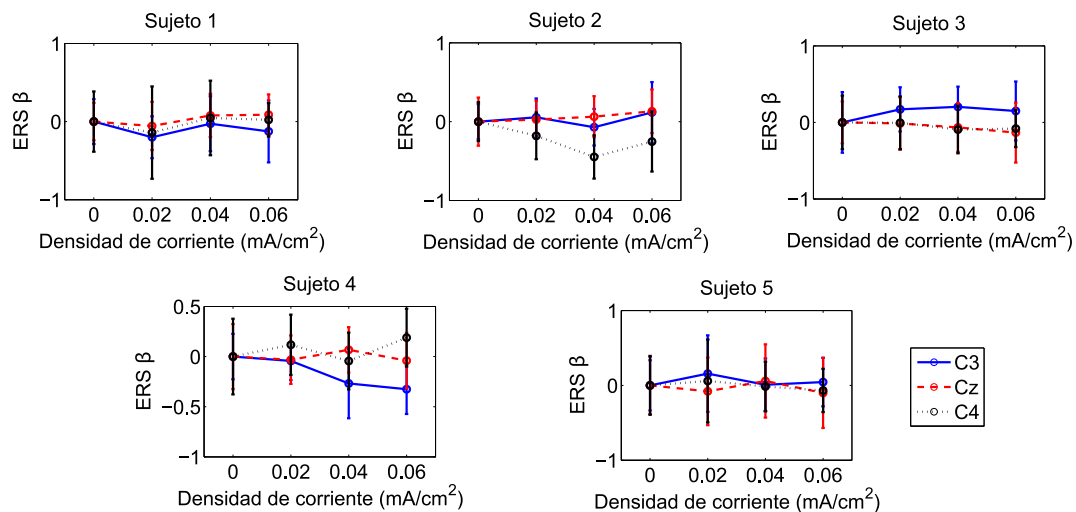 Sujeto 1
1
0
−1
ERS β
0 0.02 0.04 0.06
Densidad de corriente (mA/cm²)
Sujeto 2
1
0
−1
ERS β
0 0.02 0.04 0.06
Densidad de corriente (mA/cm²)
Sujeto 3
1
0
−1
ERS β
0 0.02 0.04 0.06
Densidad de corriente (mA/cm²)
Sujeto 4
0.5
0
−0.5
−1
ERS β
0 0.02 0.04 0.06
Densidad de corriente (mA/cm²)
Sujeto 5
1
0
−1
ERS β
0 0.02 0.04 0.06
Densidad de corriente (mA/cm²)
C3
Cz
C4